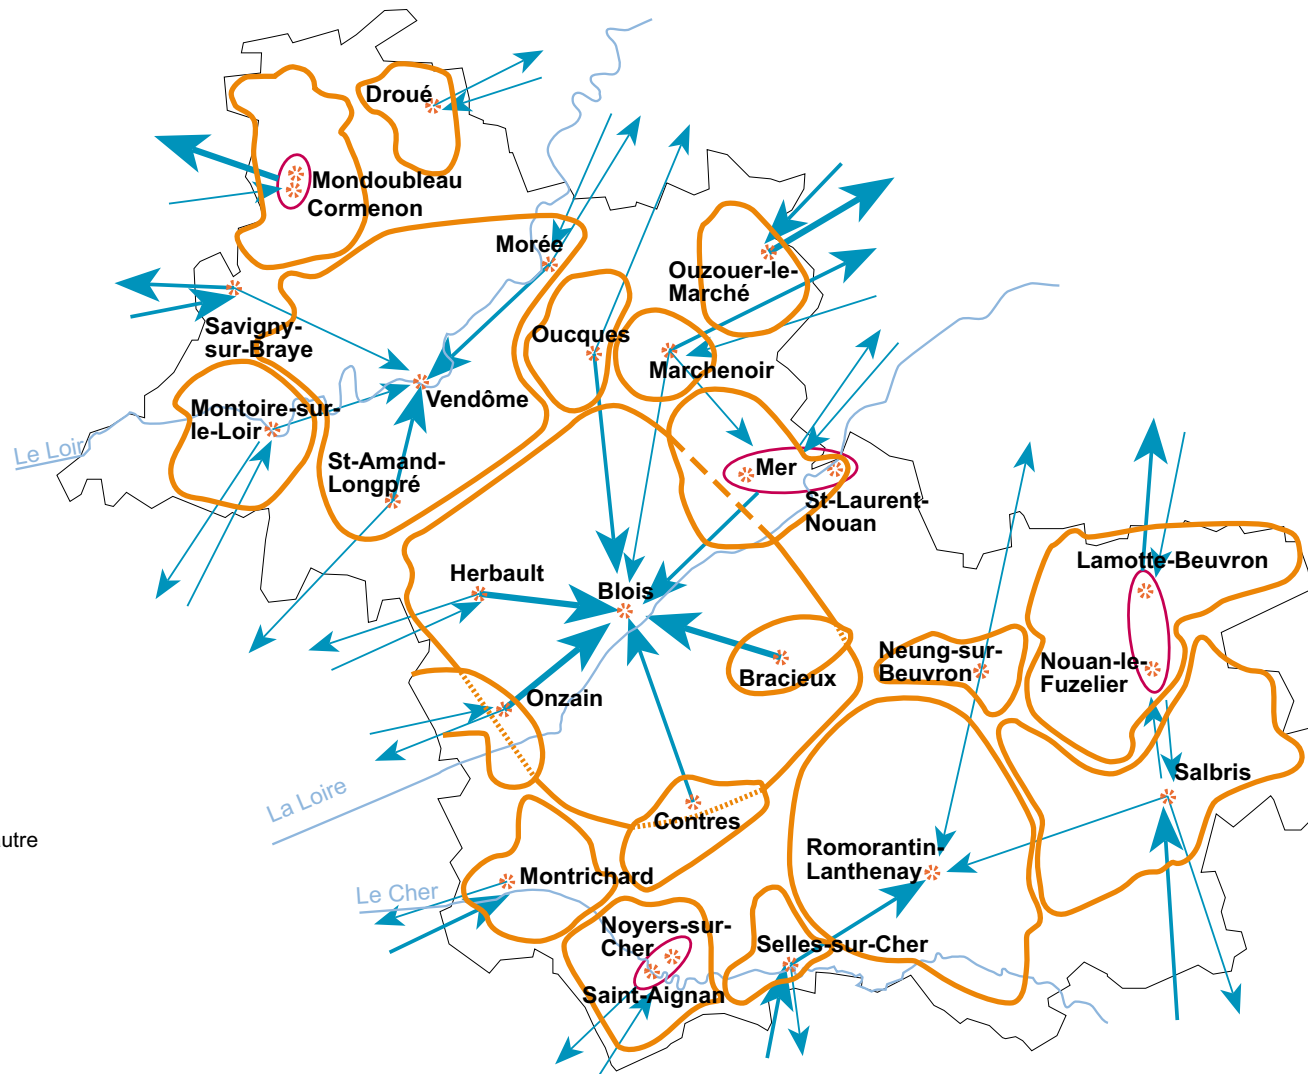 Droué
Mondoubleau
Cormenon
Morée
Ouzouer-le-
Marché
Savigny-
sur-Braye
Oucques
Marchenoir
Vendôme
Montoire-sur-
le-Loir
Le Loir
St-Amand-
Longpré
Mer
St-Laurent-
Nouan
Lamotte-Beuvron
Herbault
Blois
Neung-sur-
Beuvron
Nouan-le-
Fuzelier
Bracieux
Onzain
Salbris
La Loire
Contres
utre
Romorantin-
Lanthenay
Montrichard
Le Cher
Noyers-sur-
Cher
Selles-sur-Cher
Saint-Aignan